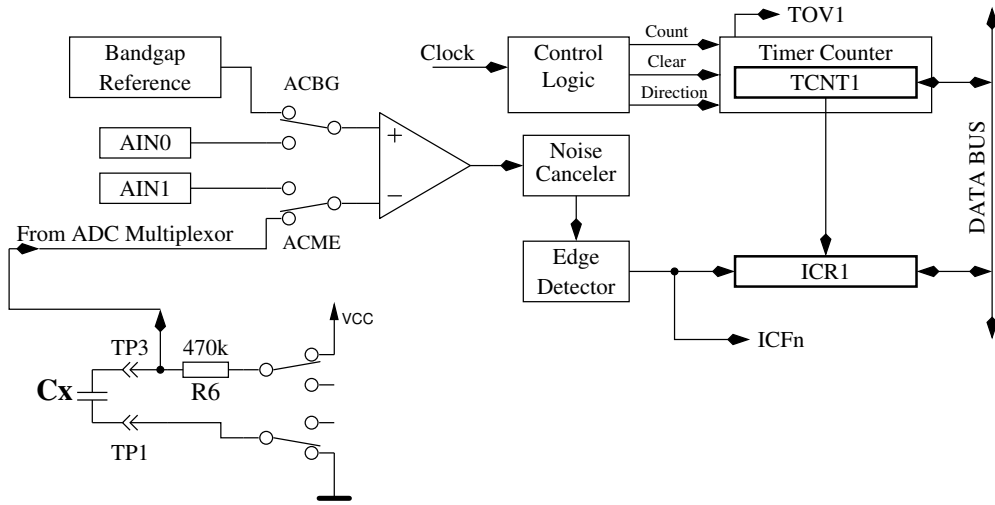 TOV1
Bandgap
Reference
ACBG
Clock
Control
Logic
Count
Clear
Direction
Timer Counter
TCNT1
AIN0
AIN1
+
−
Noise
Canceler
DATA BUS
From ADC Multiplexor
ACME
Edge
Detector
ICR1
ICFn
VCC
TP3
470k
R6
Cx
TP1